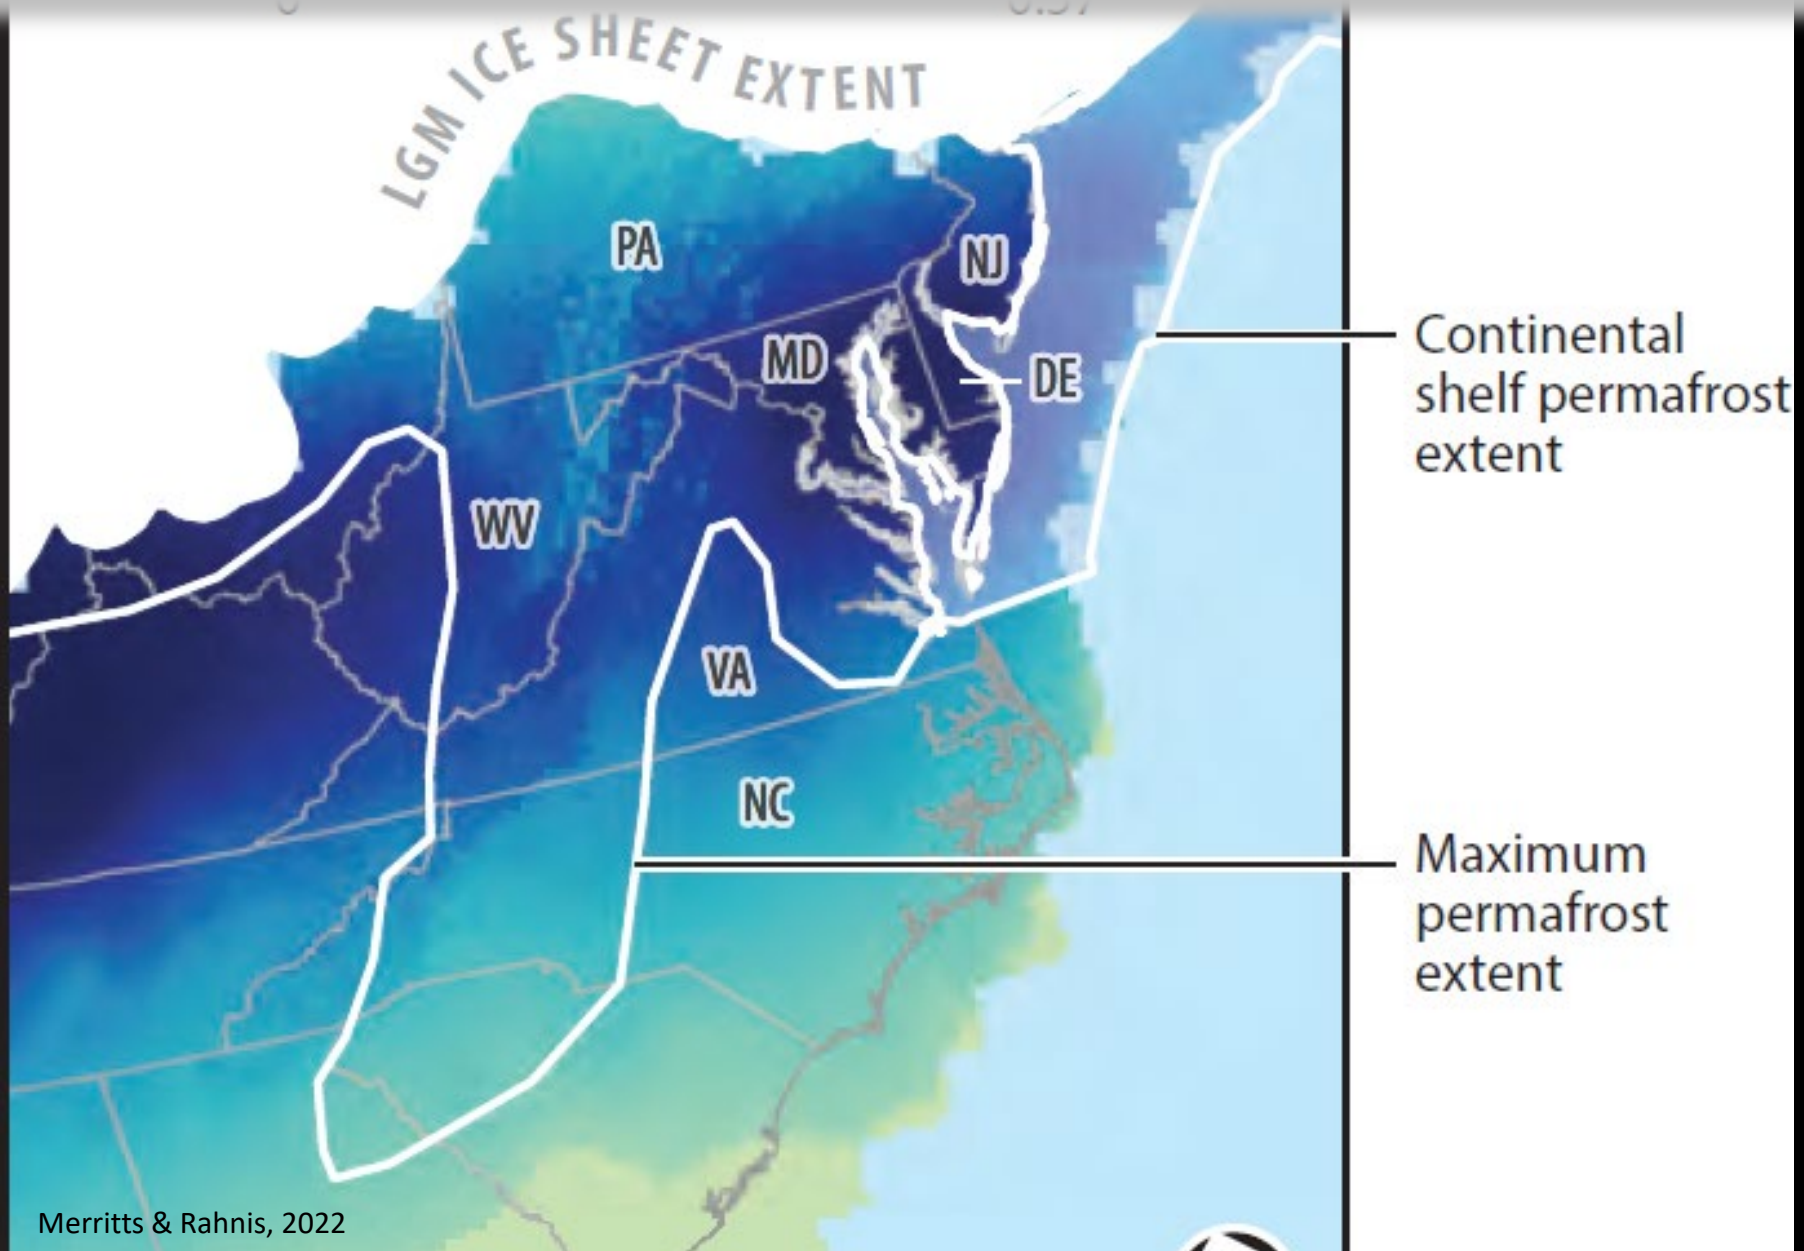 LGM ICE SHEET EXTENT
PA
NJ
MD
DE
WV
VA
NC
Continental
shelf permafrost
extent
Maximum
permafrost
extent
Merritts & Rahnis, 2022